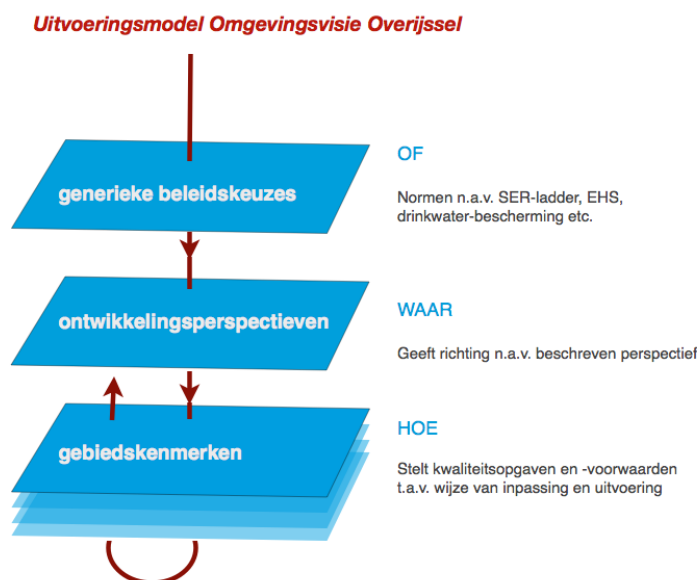 Uitvoeringsmodel Omgevingsvisie Overijssel
generieke beleidskeuzes
OF
Normen n.a.v. SER-ladder, EHS,
drinkwater-bescherming etc.
ontwikkelingsperspectieven
WAAR
Geeft richting n.a.v. beschreven perspectief
gebiedskenmerken
HOE
Stelt kwaliteitsopgaven en -voorwaarden
t.a.v. wijze van inpassing en uitvoering